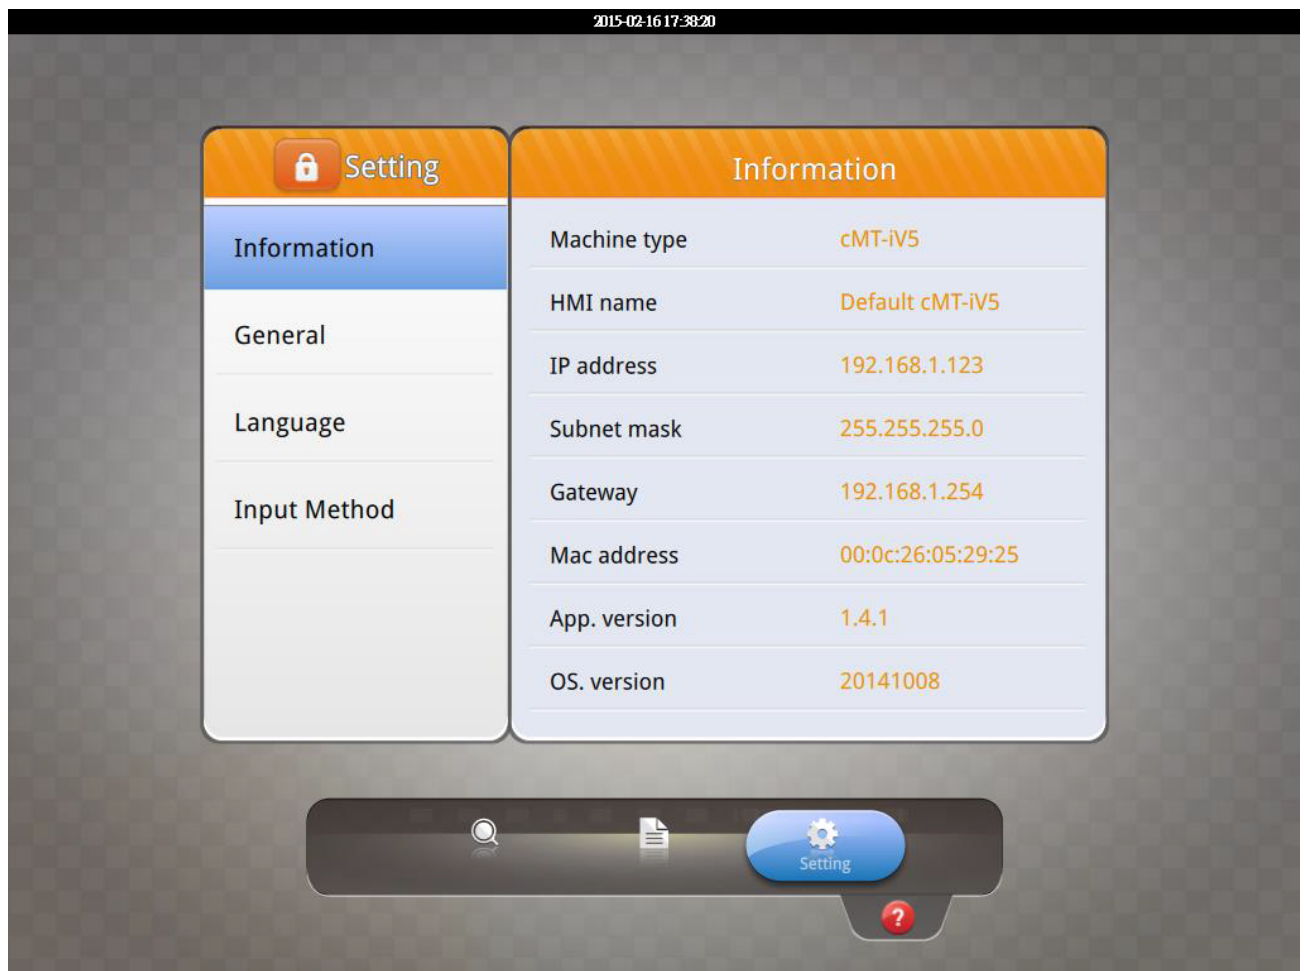 2015-02-16 17:38:20
Setting
Information
General
Language
Input Method
Information
Machine type cMT-iV5
HMI name Default cMT-iV5
IP address 192.168.1.123
Subnet mask 255.255.255.0
Gateway 192.168.1.254
Mac address 00:0c:26:05:29:25
App. version 1.4.1
OS. version 20141008
Setting
?